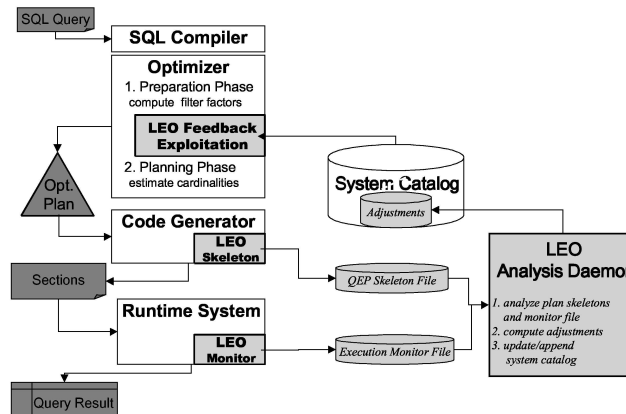 SQL Query
SQL Compiler
Optimizer
1. Preparation Phase
compute filter factors
LEO Feedback
Exploitation
2. Planning Phase
estimate cardinalities
Opt.
Plan
System Catalog
Adjustments
Code Generator
LEO
Skeleton
QEP Skeleton File
Sections
Runtime System
LEO
Monitor
Execution Monitor File
Query Result
LEO
Analysis Daemo
1. analyze plan skeletons
and monitor file
2. compute adjustments
3. update/append
system catalog